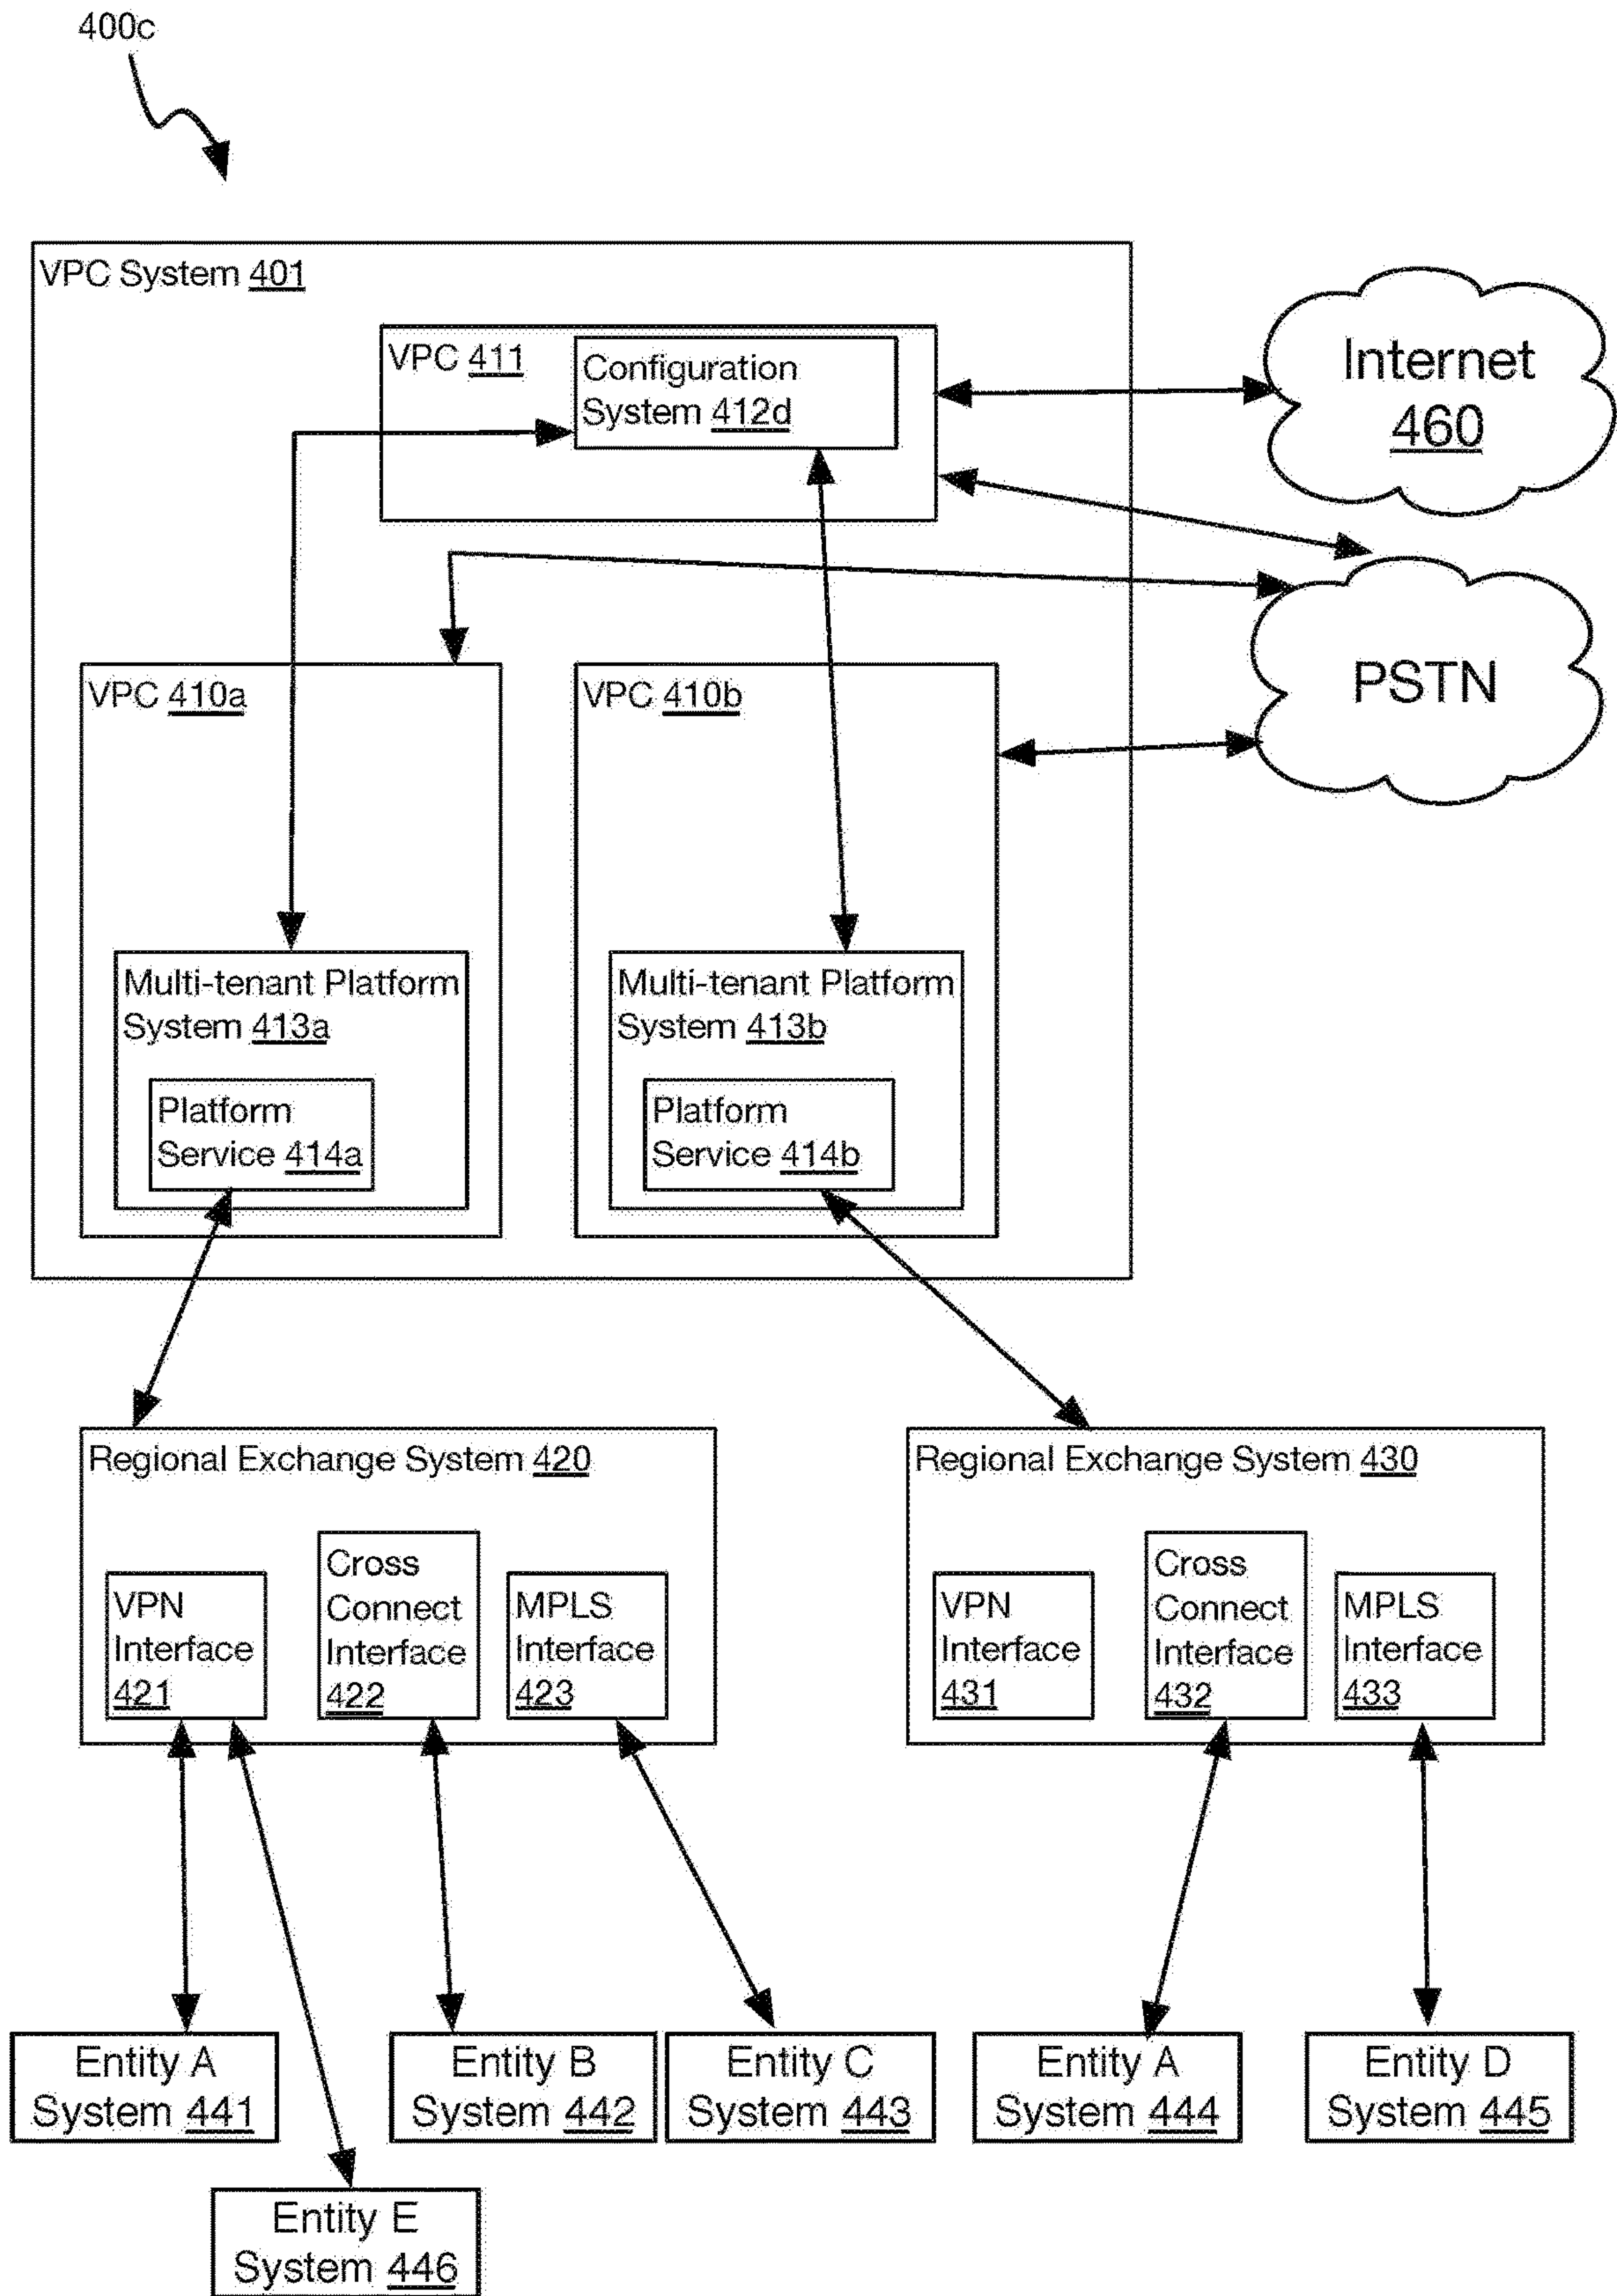 400c
VPC System 401
VPC 411
Configuration
System 412d
Internet
460
PSTN
VPC 410a
VPC 410b
Multi-tenant Platform
System 413a
Platform
Service 414a
Multi-tenant Platform
System 413b
Platform
Service 414b
Regional Exchange System 420
VPN
Interface
421
Cross
Connect
Interface
422
MPLS
Interface
423
Regional Exchange System 430
VPN
Interface
431
Cross
Connect
Interface
432
MPLS
Interface
433
Entity A
System 441
Entity B
System 442
Entity C
System 443
Entity A
System 444
Entity D
System 445
Entity E
System 446